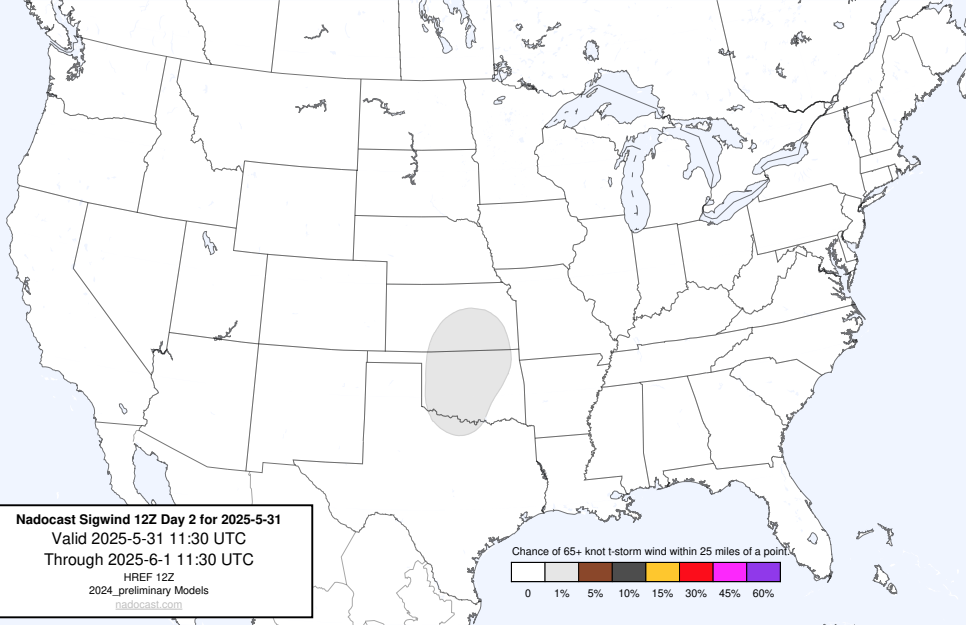 Nadocast Sigwind 12Z Day 2 for 2025-5-31
Valid 2025-5-31 11:30 UTC
Through 2025-6-1 11:30 UTC
HREF 12Z
2024_preliminary Models
nadocast.com
Chance of 65+ knot t-storm wind within 25 miles of a point.
0 1% 5% 10% 15% 30% 45% 60%